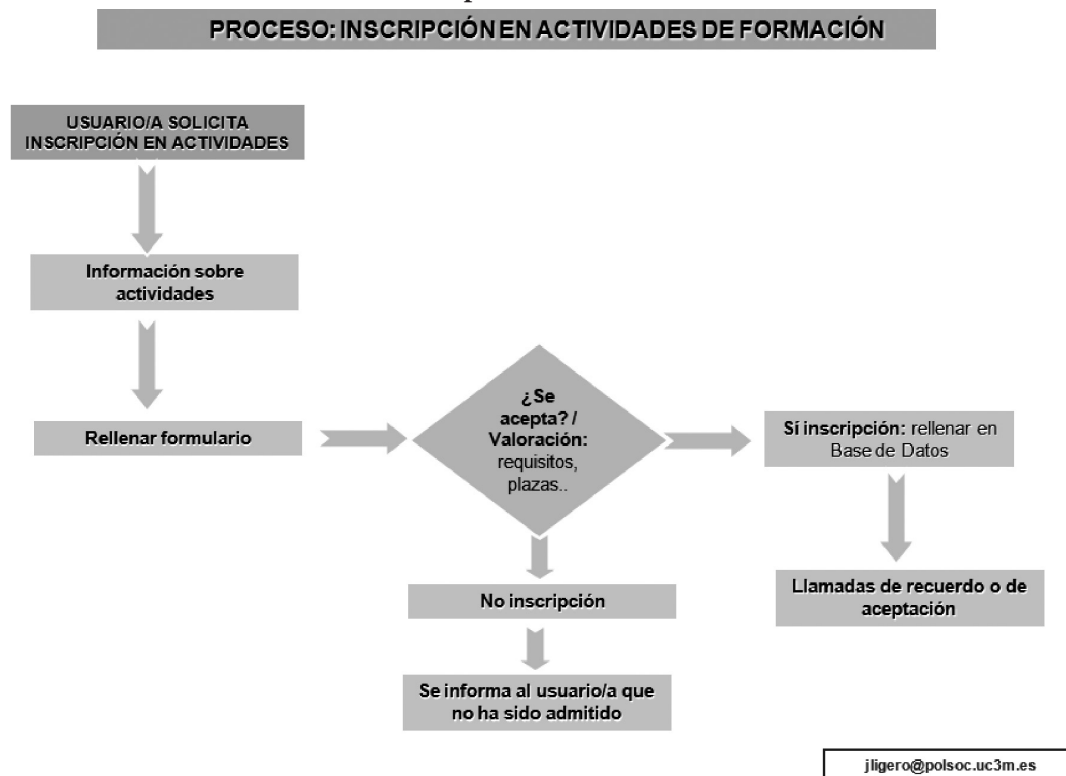 PROCESO: INSCRIPCIÓN EN ACTIVIDADES DE FORMACIÓN
USUARIO/A SOLICITA
INSCRIPCIÓN EN ACTIVIDADES
Información sobre
actividades
Rellenar formulario
¿Se
acepta? /
Valoración:
requisitos,
plazas..
Sí inscripción: rellenar en
Base de Datos
Llamadas de recuerdo o de
aceptación
No inscripción
Se informa al usuario/a que
no ha sido admitido
jligero@polsoc.uc3m.es